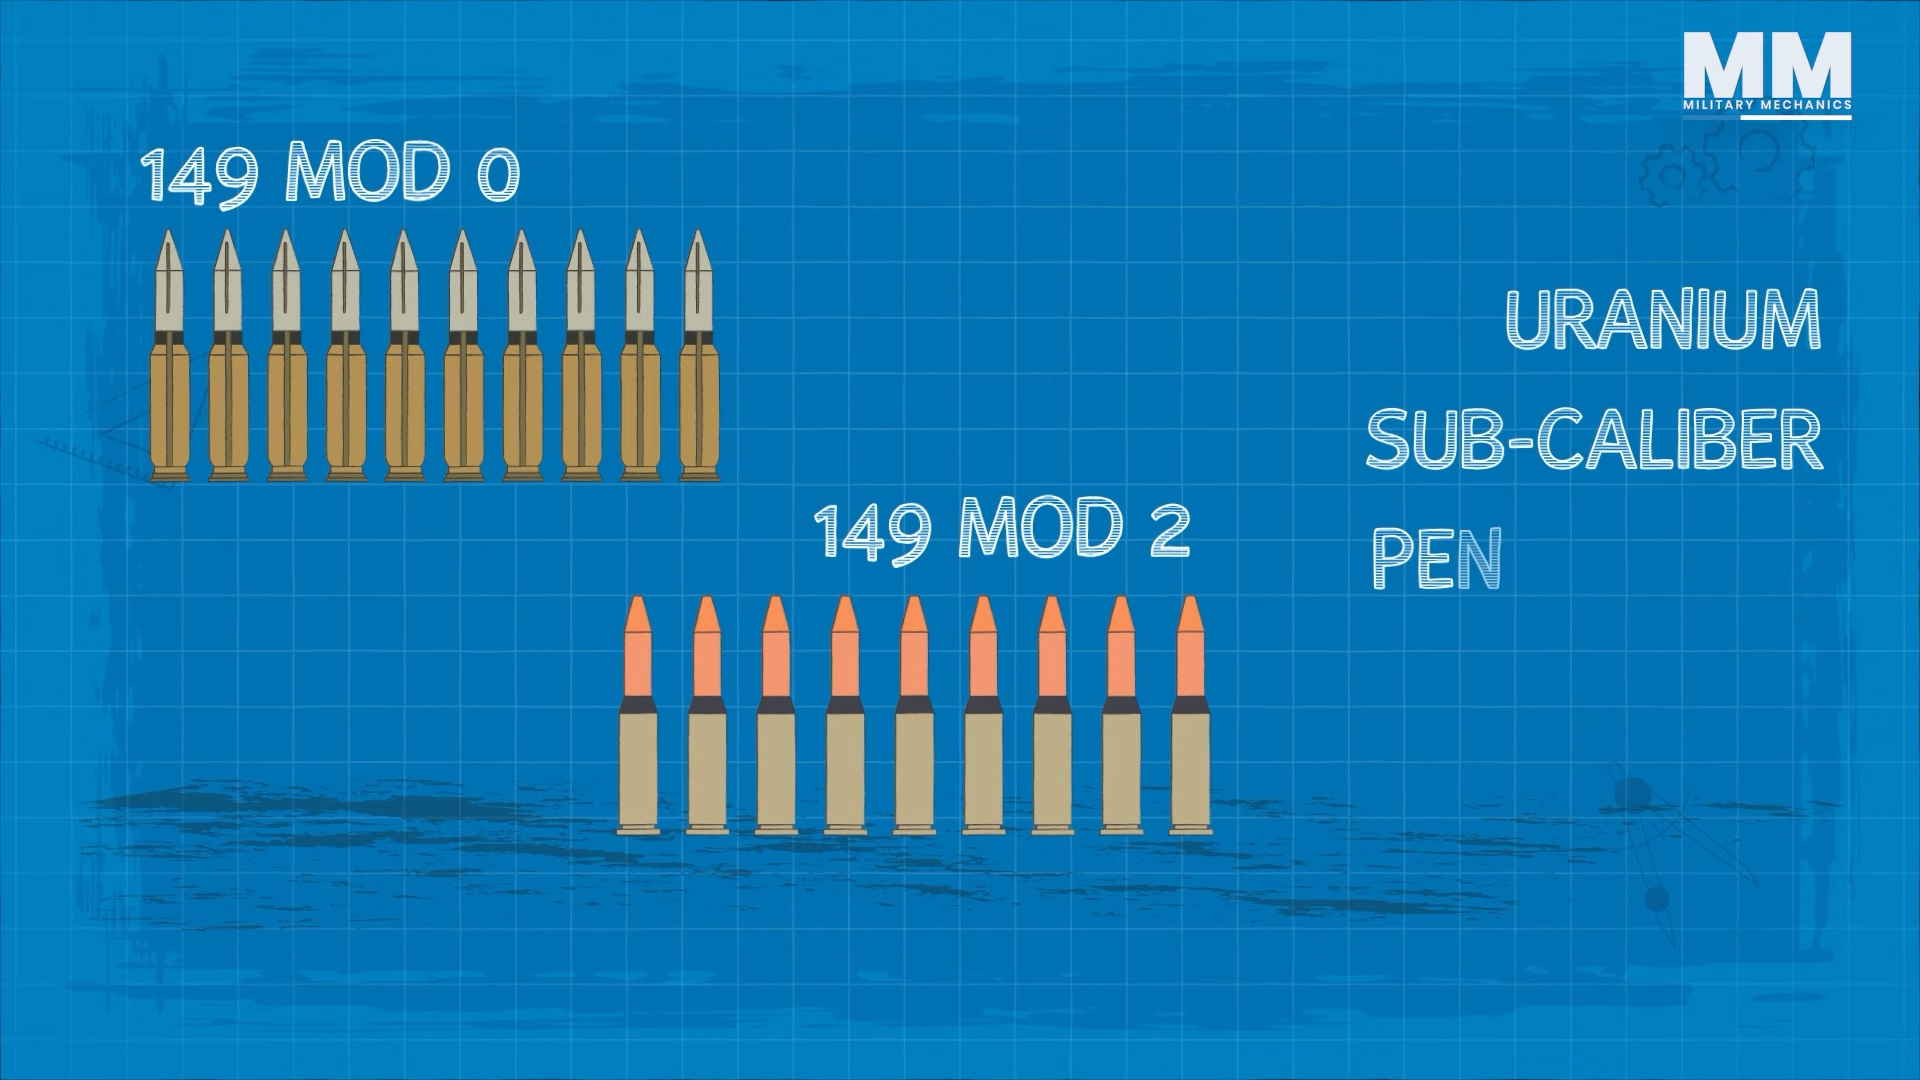 MM
MILITARY MECHANICS
149 MOD 0
URANIUM
SUB-CALIBER
PEN
149 MOD 2